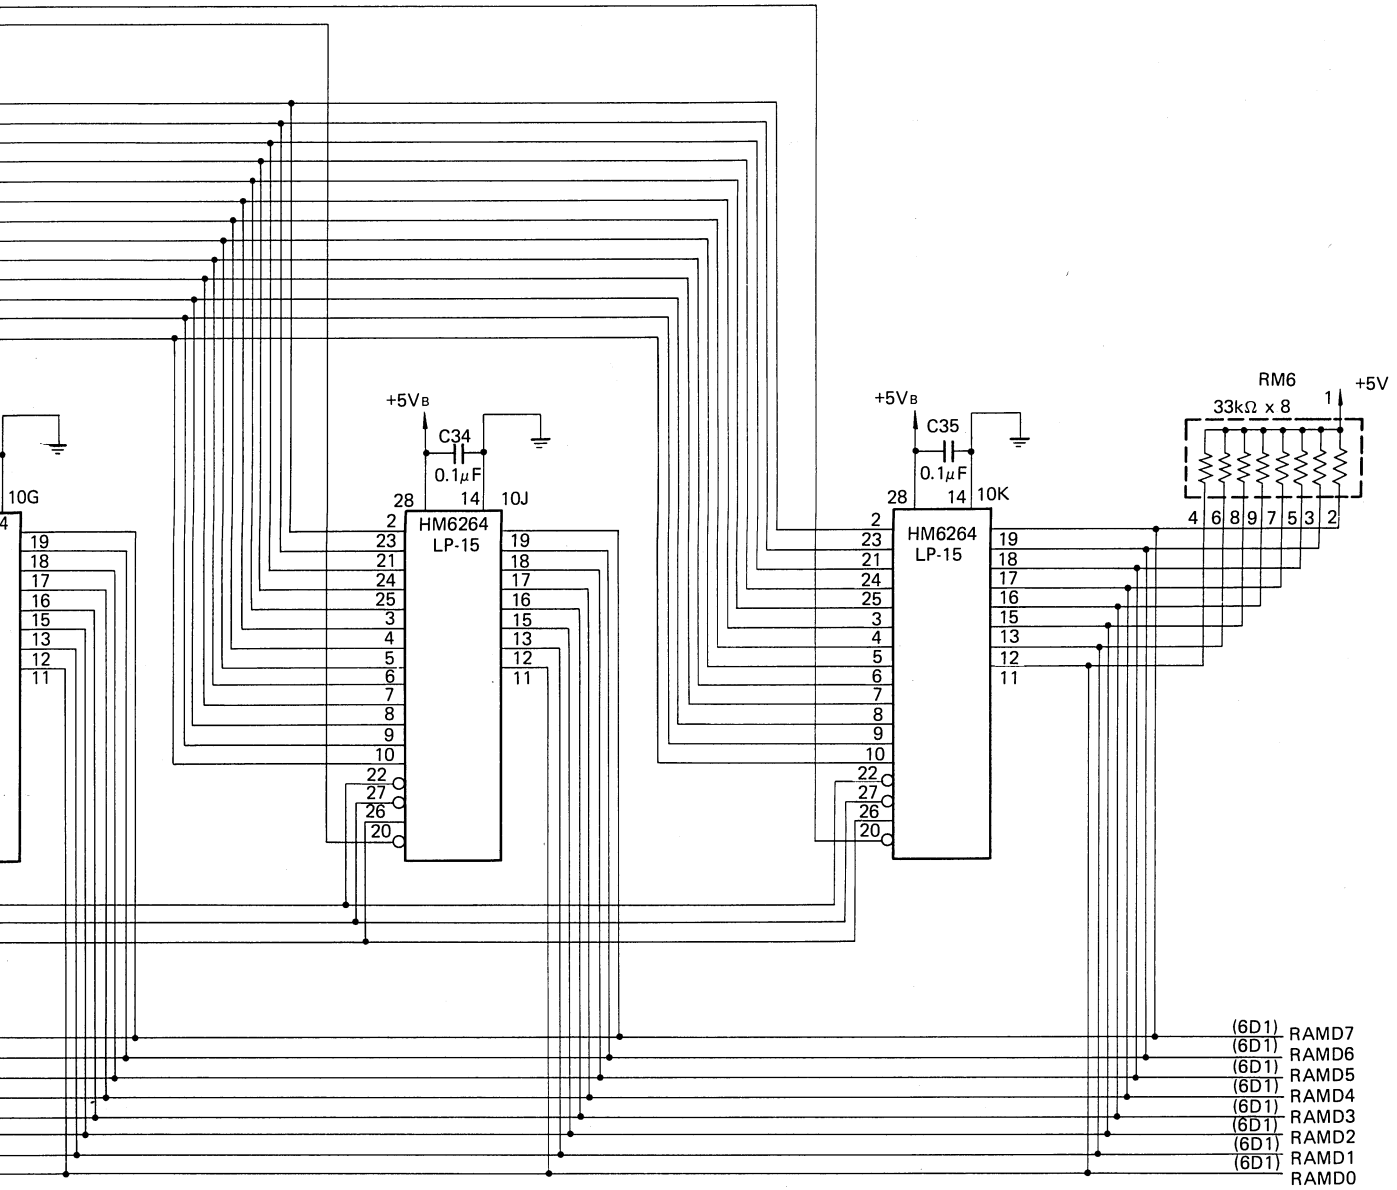 RM6
+5V
1
33kΩ x 8
+5VB
C34
0.1µF
28
14
10J
HM6264
LP-15
2
23
21
24
25
3
4
5
6
7
8
9
10
22
27
26
20
19
18
17
16
15
13
12
11
+5VB
C35
0.1µF
28
14
10K
HM6264
LP-15
2
23
21
24
25
3
4
5
6
7
8
9
10
22
27
26
20
19
18
17
16
15
13
12
11
4 6 8 9 7 5 3 2
10G
4
19
18
17
16
15
13
12
11
(6D1) RAMD7
(6D1) RAMD6
(6D1) RAMD5
(6D1) RAMD4
(6D1) RAMD3
(6D1) RAMD2
(6D1) RAMD1
(6D1) RAMD0